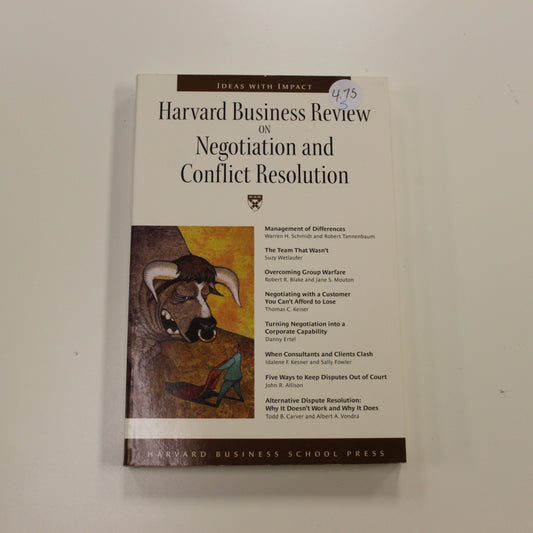 IDEAS WITH IMPACT
4.75
S
Harvard Business Review
ON
Negotiation and
Conflict Resolution
Management of Differences
Warren H. Schmidt and Robert Tannenbaum
The Team That Wasn't
Suzy Wetlaufer
Overcoming Group Warfare
Robert R. Blake and Jane S. Mouton
Negotiating with a Customer
You Can't Afford to Lose
Thomas C. Keiser
Turning Negotiation into a
Corporate Capability
Danny Ertel
When Consultants and Clients Clash
Idalene F. Kesner and Sally Fowler
Five Ways to Keep Disputes Out of Court
John R. Allison
Alternative Dispute Resolution:
Why It Doesn't Work and Why It Does
Todd B. Carver and Albert A. Vondra
HARVARD BUSINESS SCHOOL PRESS